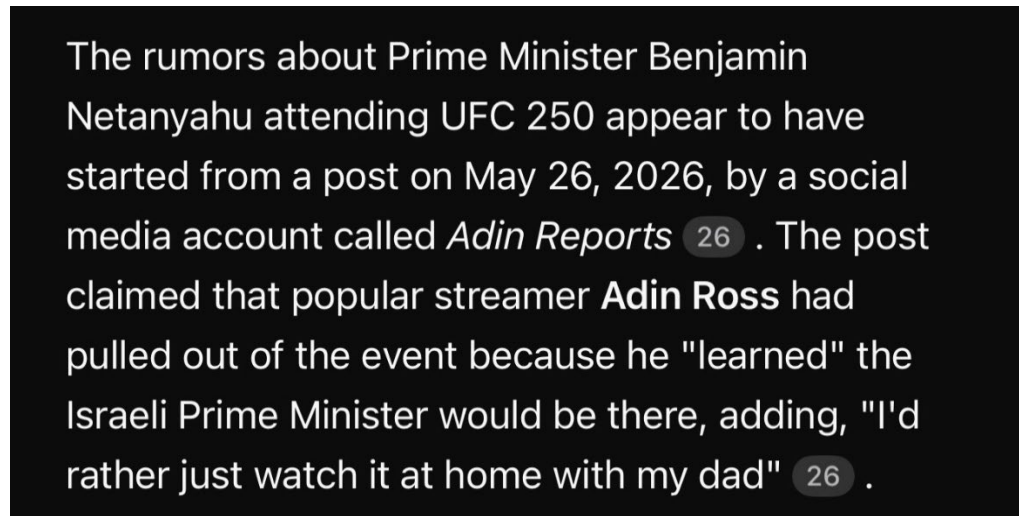 The rumors about Prime Minister Benjamin
Netanyahu attending UFC 250 appear to have
started from a post on May 26, 2026, by a social
media account called Adin Reports 26 . The post
claimed that popular streamer Adin Ross had
pulled out of the event because he "learned" the
Israeli Prime Minister would be there, adding, "I'd
rather just watch it at home with my dad" 26 .